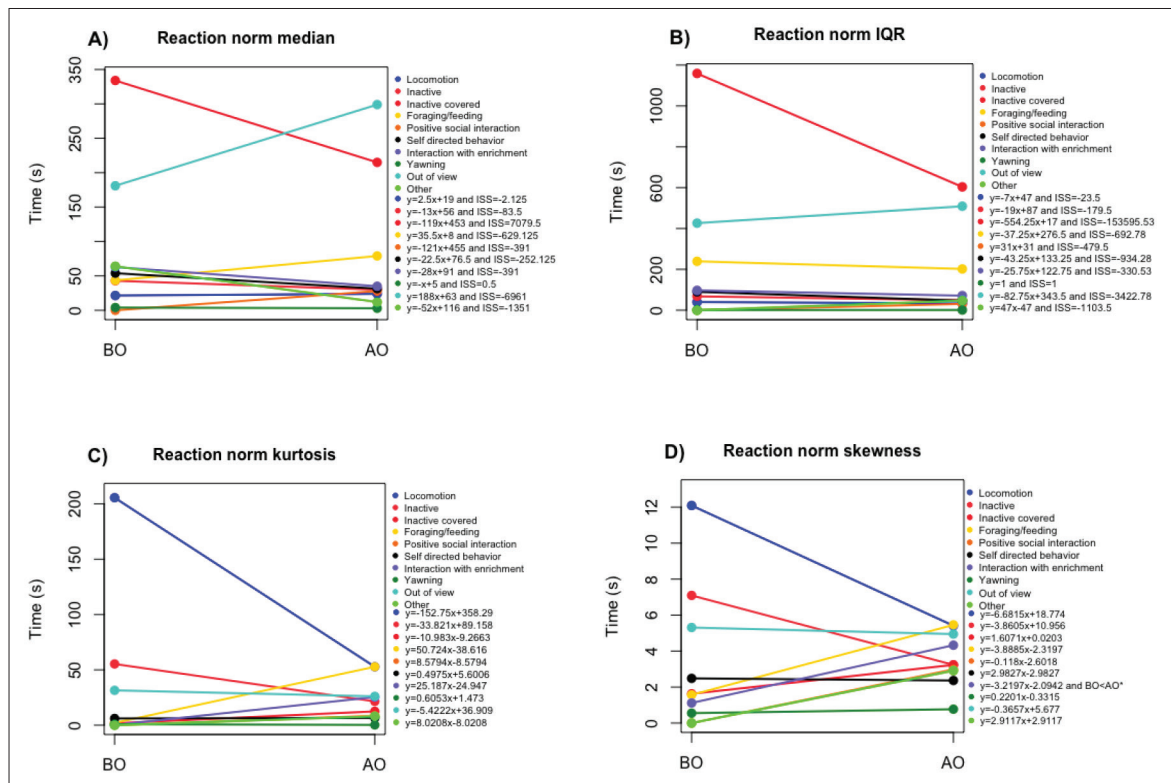 A) Reaction norm median
Time (s)
350
250
150
50
0
BO AO
Locomotion
Inactive
Inactive covered
Foraging/feeding
Positive social interaction
Self directed behavior
Interaction with enrichment
Yawning
Out of view
Other
y=2.5x+19 and ISS=-2.125
y=-13x+56 and ISS=-83.5
y=-119x+453 and ISS=7079.5
y=35.5x+8 and ISS=-629.125
y=-121x+455 and ISS=-391
y=-22.5x+76.5 and ISS=-252.125
y=-28x+91 and ISS=-391
y=-x+5 and ISS=0.5
y=188x+63 and ISS=-6961
y=-52x+116 and ISS=-1351
B) Reaction norm IQR
Time (s)
1000
600
200
0
BO AO
Locomotion
Inactive
Inactive covered
Foraging/feeding
Positive social interaction
Self directed behavior
Interaction with enrichment
Yawning
Out of view
Other
y=-7x+47 and ISS=-23.5
y=-19x+87 and ISS=-179.5
y=-554.25x+17 and ISS=-153595.53
y=-37.25x+276.5 and ISS=-692.78
y=31x+31 and ISS=-479.5
y=-43.25x+133.25 and ISS=-934.28
y=-25.75x+122.75 and ISS=-330.53
y=1 and ISS=1
y=-82.75x+343.5 and ISS=-3422.78
y=47x-47 and ISS=-1103.5
C) Reaction norm kurtosis
Time (s)
200
150
100
50
0
BO AO
Locomotion
Inactive
Inactive covered
Foraging/feeding
Positive social interaction
Self directed behavior
Interaction with enrichment
Yawning
Out of view
Other
y=-152.75x+358.29
y=-33.821x+89.158
y=-10.983x-9.2663
y=50.724x-38.616
y=8.5794x-8.5794
y=0.4975x+5.6006
y=25.187x-24.947
y=0.6053x+1.473
y=-5.4222x+36.909
y=8.0208x-8.0208
D) Reaction norm skewness
Time (s)
12
10
8
6
4
2
0
BO AO
Locomotion
Inactive
Inactive covered
Foraging/feeding
Positive social interaction
Self directed behavior
Interaction with enrichment
Yawning
Out of view
Other
y=-6.6815x+18.774
y=-3.8605x+10.956
y=1.6071x+0.0203
y=-3.8885x-2.3197
y=-0.118x-2.6018
y=2.9827x-2.9827
y=-3.2197x-2.0942 and BO<AO*
y=0.2201x-0.3315
y=-0.3657x+5.677
y=2.9117x+2.9117